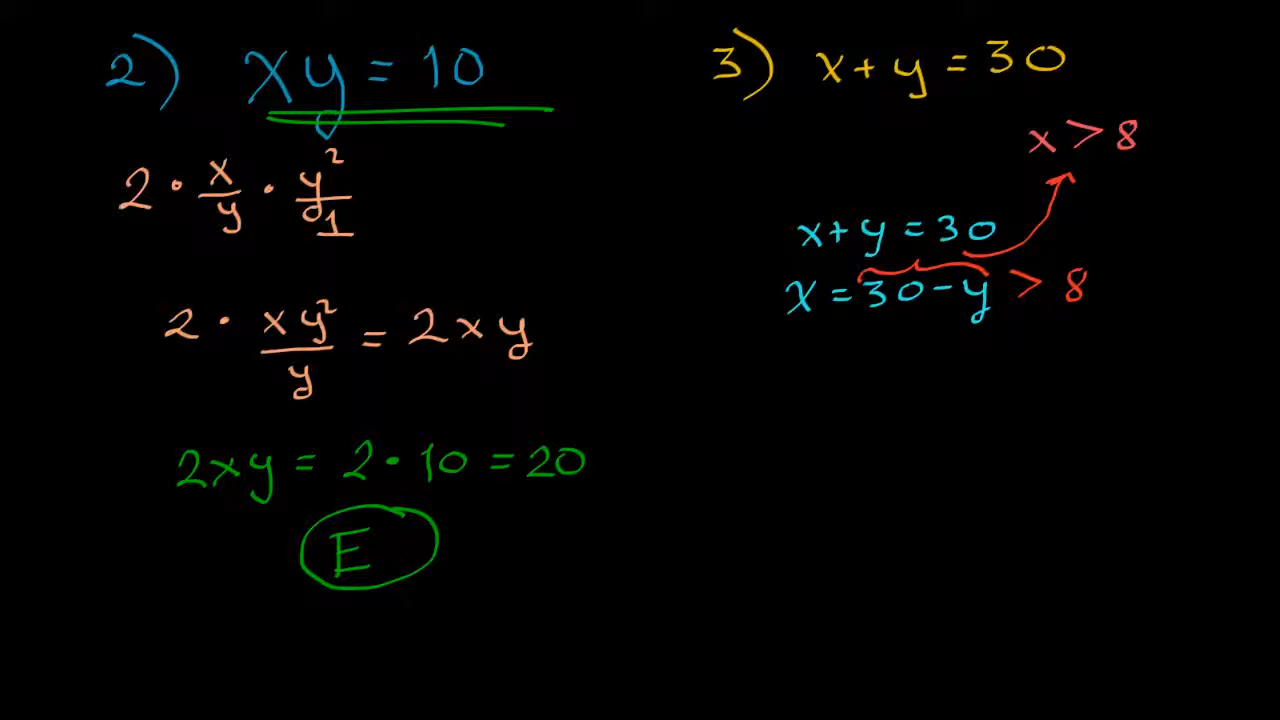 2) xy = 10
2 · x/y · y²/1
2 · xy²/y = 2xy
2xy = 2 · 10 = 20
E
3) x + y = 30
x > 8
x + y = 30
x = 30 - y > 8